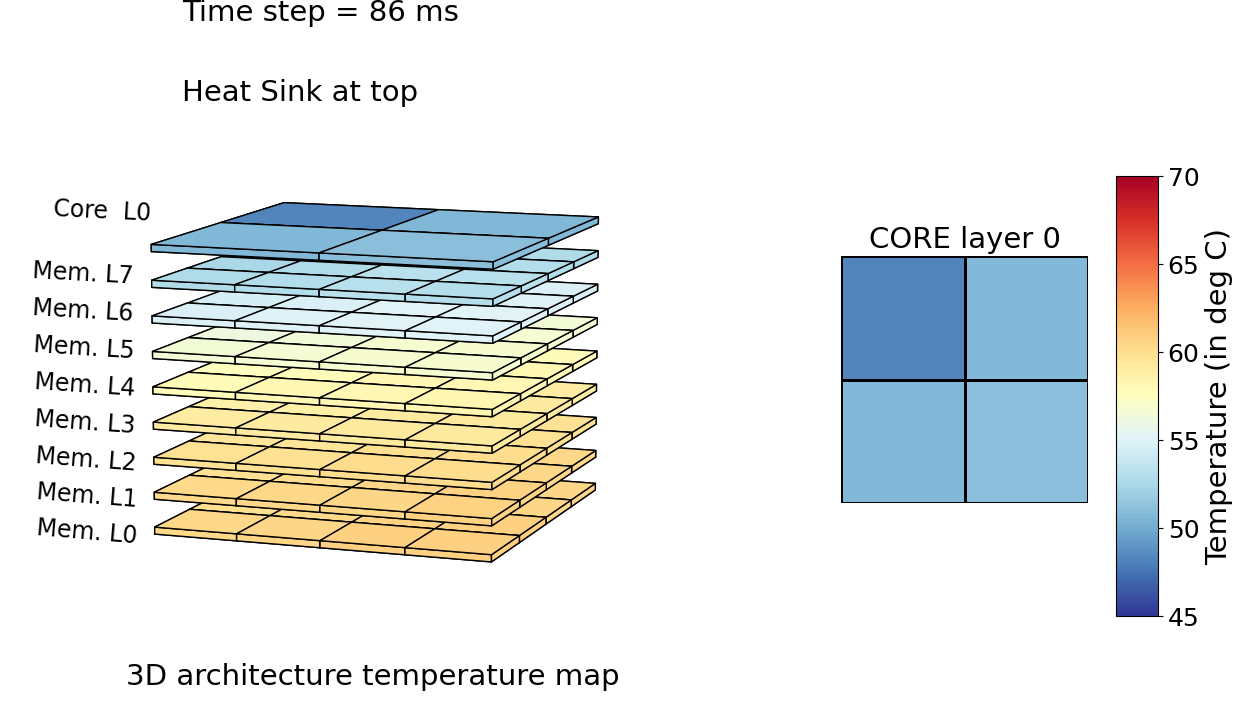 Time step = 86 ms
Heat Sink at top
Core L0
Mem. L7
Mem. L6
Mem. L5
Mem. L4
Mem. L3
Mem. L2
Mem. L1
Mem. L0
3D architecture temperature map
CORE layer 0
70
65
60
55
50
45
Temperature (in deg C)